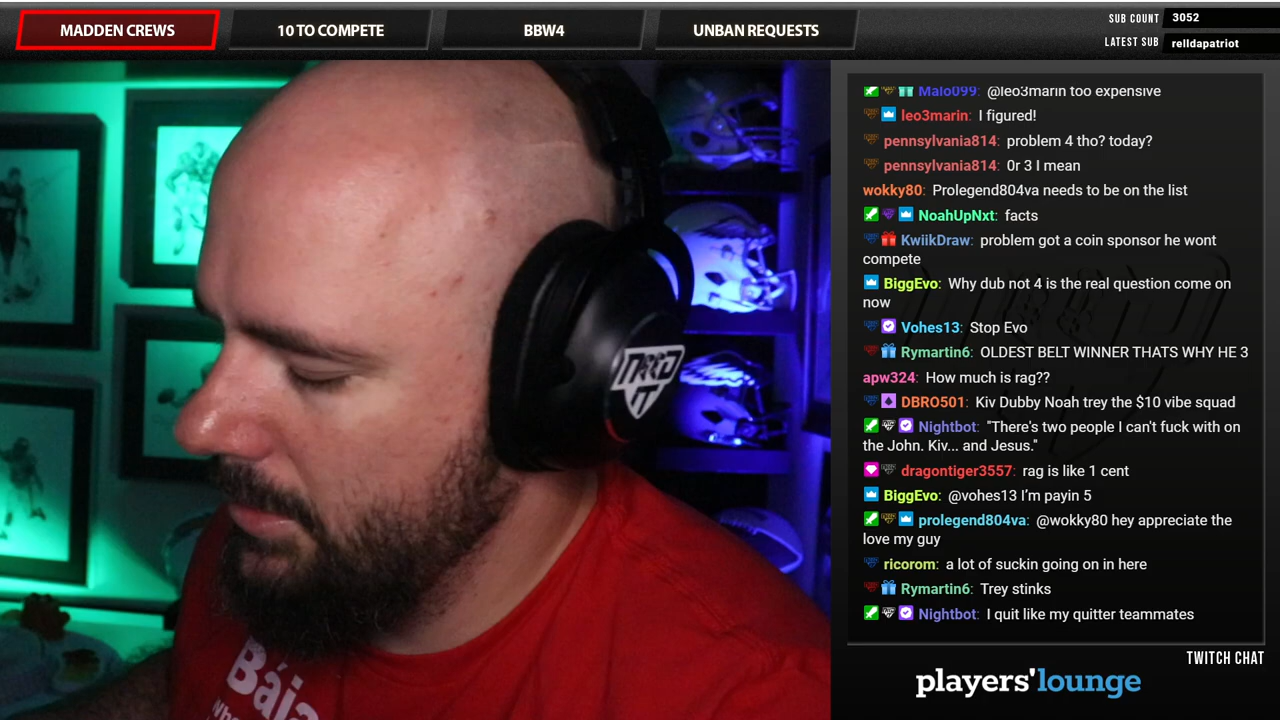 MADDEN CREWS
10 TO COMPETE
BBW4
UNBAN REQUESTS
SUB COUNT 3052
LATEST SUB relldapatriot
Malo099: @leo3marin too expensive
leo3marin: I figured!
pennsylvania814: problem 4 tho? today?
pennsylvania814: 0r 3 I mean
wokky80: Prolegend804va needs to be on the list
NoahUpNxt: facts
KwiikDraw: problem got a coin sponsor he wont
compete
BiggEvo: Why dub not 4 is the real question come on
now
Vohes13: Stop Evo
Rymartin6: OLDEST BELT WINNER THATS WHY HE 3
apw324: How much is rag??
DBRO501: Kiv Dubby Noah trey the $10 vibe squad
Nightbot: "There's two people I can't fuck with on
the John. Kiv... and Jesus."
dragontiger3557: rag is like 1 cent
BiggEvo: @vohes13 I'm payin 5
prolegend804va: @wokky80 hey appreciate the
love my guy
ricorom: a lot of suckin going on in here
Rymartin6: Trey stinks
Nightbot: I quit like my quitter teammates
TWITCH CHAT
players'lounge
Baja